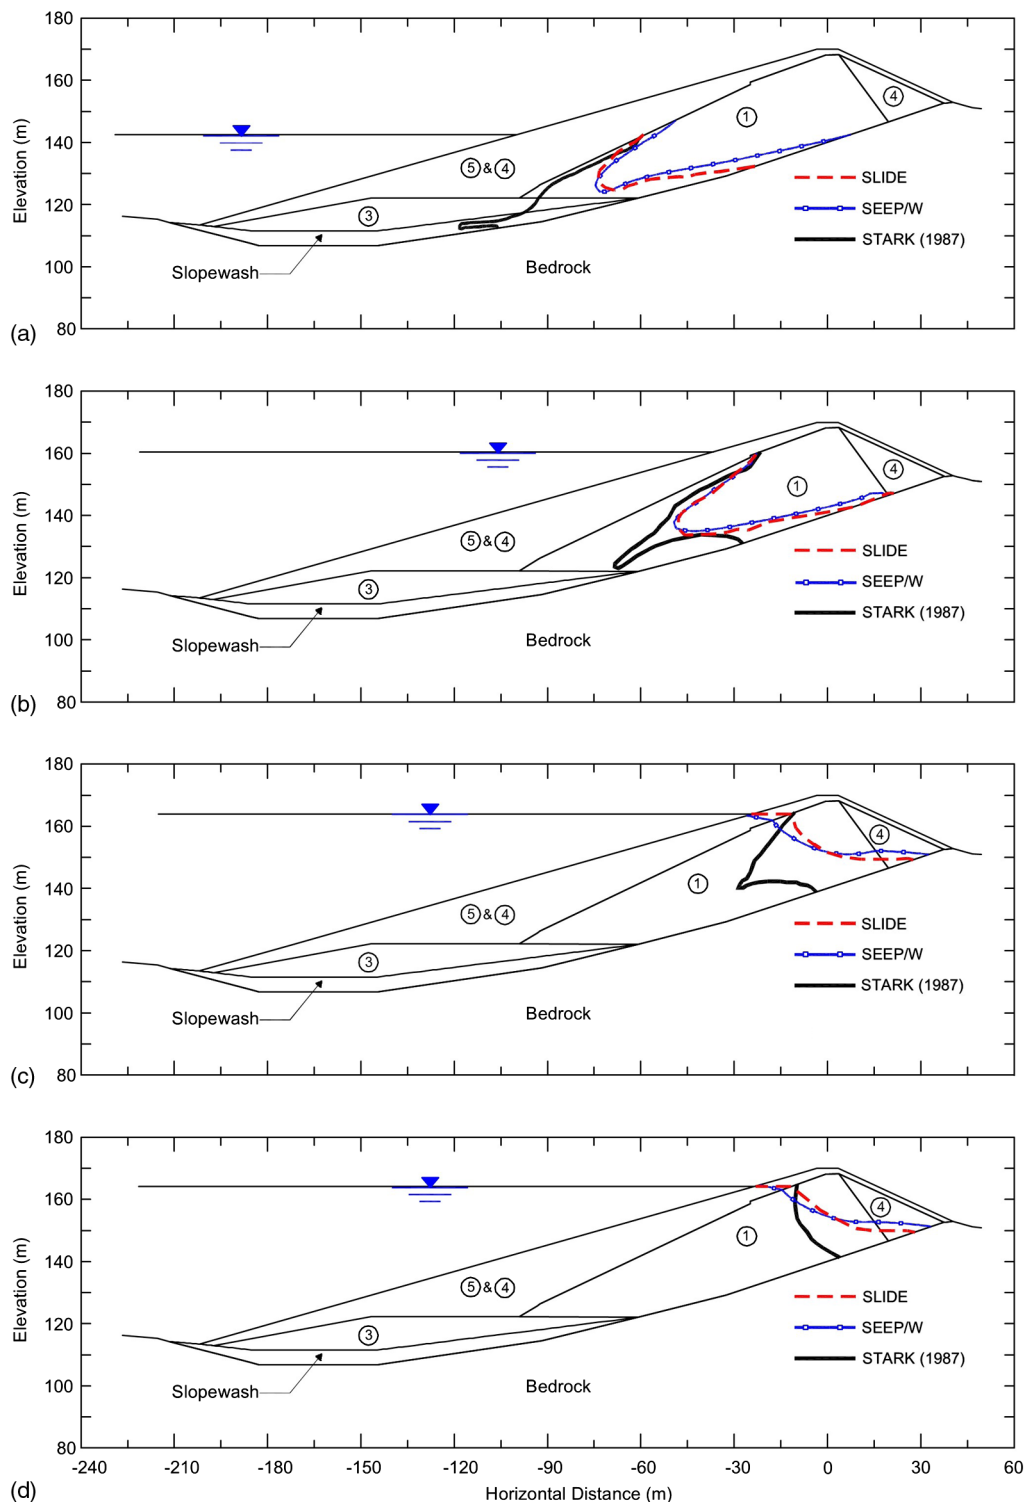 180
160
140
120
100
80
Elevation (m)
⑤&④
③
①
④
Slopewash
Bedrock
SLIDE
SEEP/W
STARK (1987)
(a)
180
160
140
120
100
80
Elevation (m)
⑤&④
③
①
④
Slopewash
Bedrock
SLIDE
SEEP/W
STARK (1987)
(b)
180
160
140
120
100
80
Elevation (m)
⑤&④
③
①
④
Slopewash
Bedrock
SLIDE
SEEP/W
STARK (1987)
(c)
180
160
140
120
100
80
Elevation (m)
⑤&④
③
①
④
Slopewash
Bedrock
SLIDE
SEEP/W
STARK (1987)
(d)
-240 -210 -180 -150 -120 -90 -60 -30 0 30 60
Horizontal Distance (m)